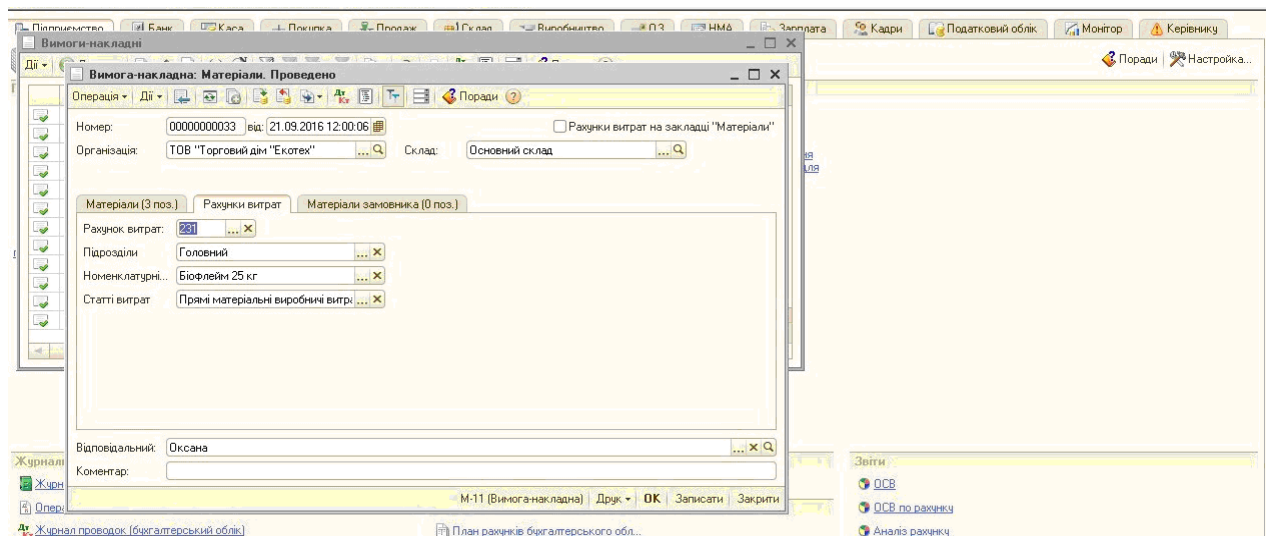 Підприємство Банк Каса Покупка Продаж Склад Виробництво ОЗ НМА Зарплата Кадри Податковий облік Монітор Керівнику
Вимоги-накладні
Дії Поради Настройка...
Вимога-накладна: Матеріали. Проведено
Операція Дії Поради
Номер: 00000000033 від: 21.09.2016 12:00:06 Рахунки витрат на закладці "Матеріали"
Організація: ТОВ "Торговий дім "Екотех" ... Склад: Основний склад ...
Матеріали (3 поз.) Рахунки витрат Матеріали замовника (0 поз.)
Рахунок витрат: 231 ...
Підрозділи Головний ...
Номенклатурні... Біофлейм 25 кг ...
Статті витрат Прямі матеріальні виробничі витра ...
Відповідальний: Оксана ...
Коментар:
М-11 (Вимога-накладна) Друк OK Записати Закрити
Журнал Звіти
Журн ОСВ
Опера ОСВ по рахунку
Журнал проводок (бухгалтерський облік) План рахунків бухгалтерського обл... Аналіз рахунку